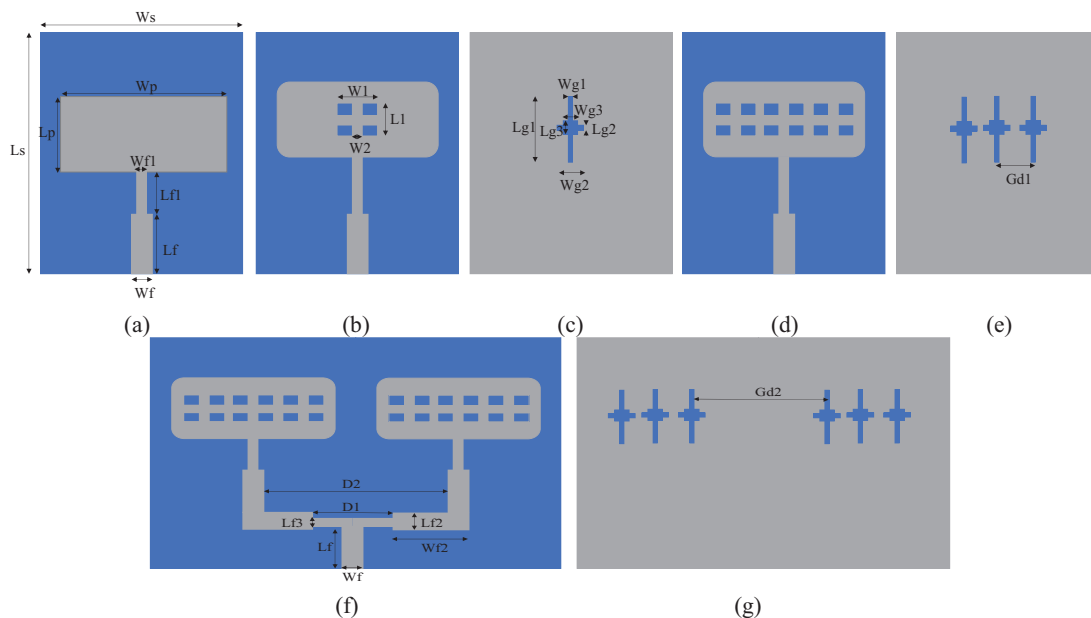 Ws
Wp
Lp
Ls
Wf1
Lf1
Lf
Wf
W1
L1
W2
Wg1
Wg3
Lg1
Lg3
Lg2
Wg2
Gd1
(a)
(b)
(c)
(d)
(e)
D2
D1
Lf3
Lf2
Lf
Wf2
Wf
Gd2
(f)
(g)